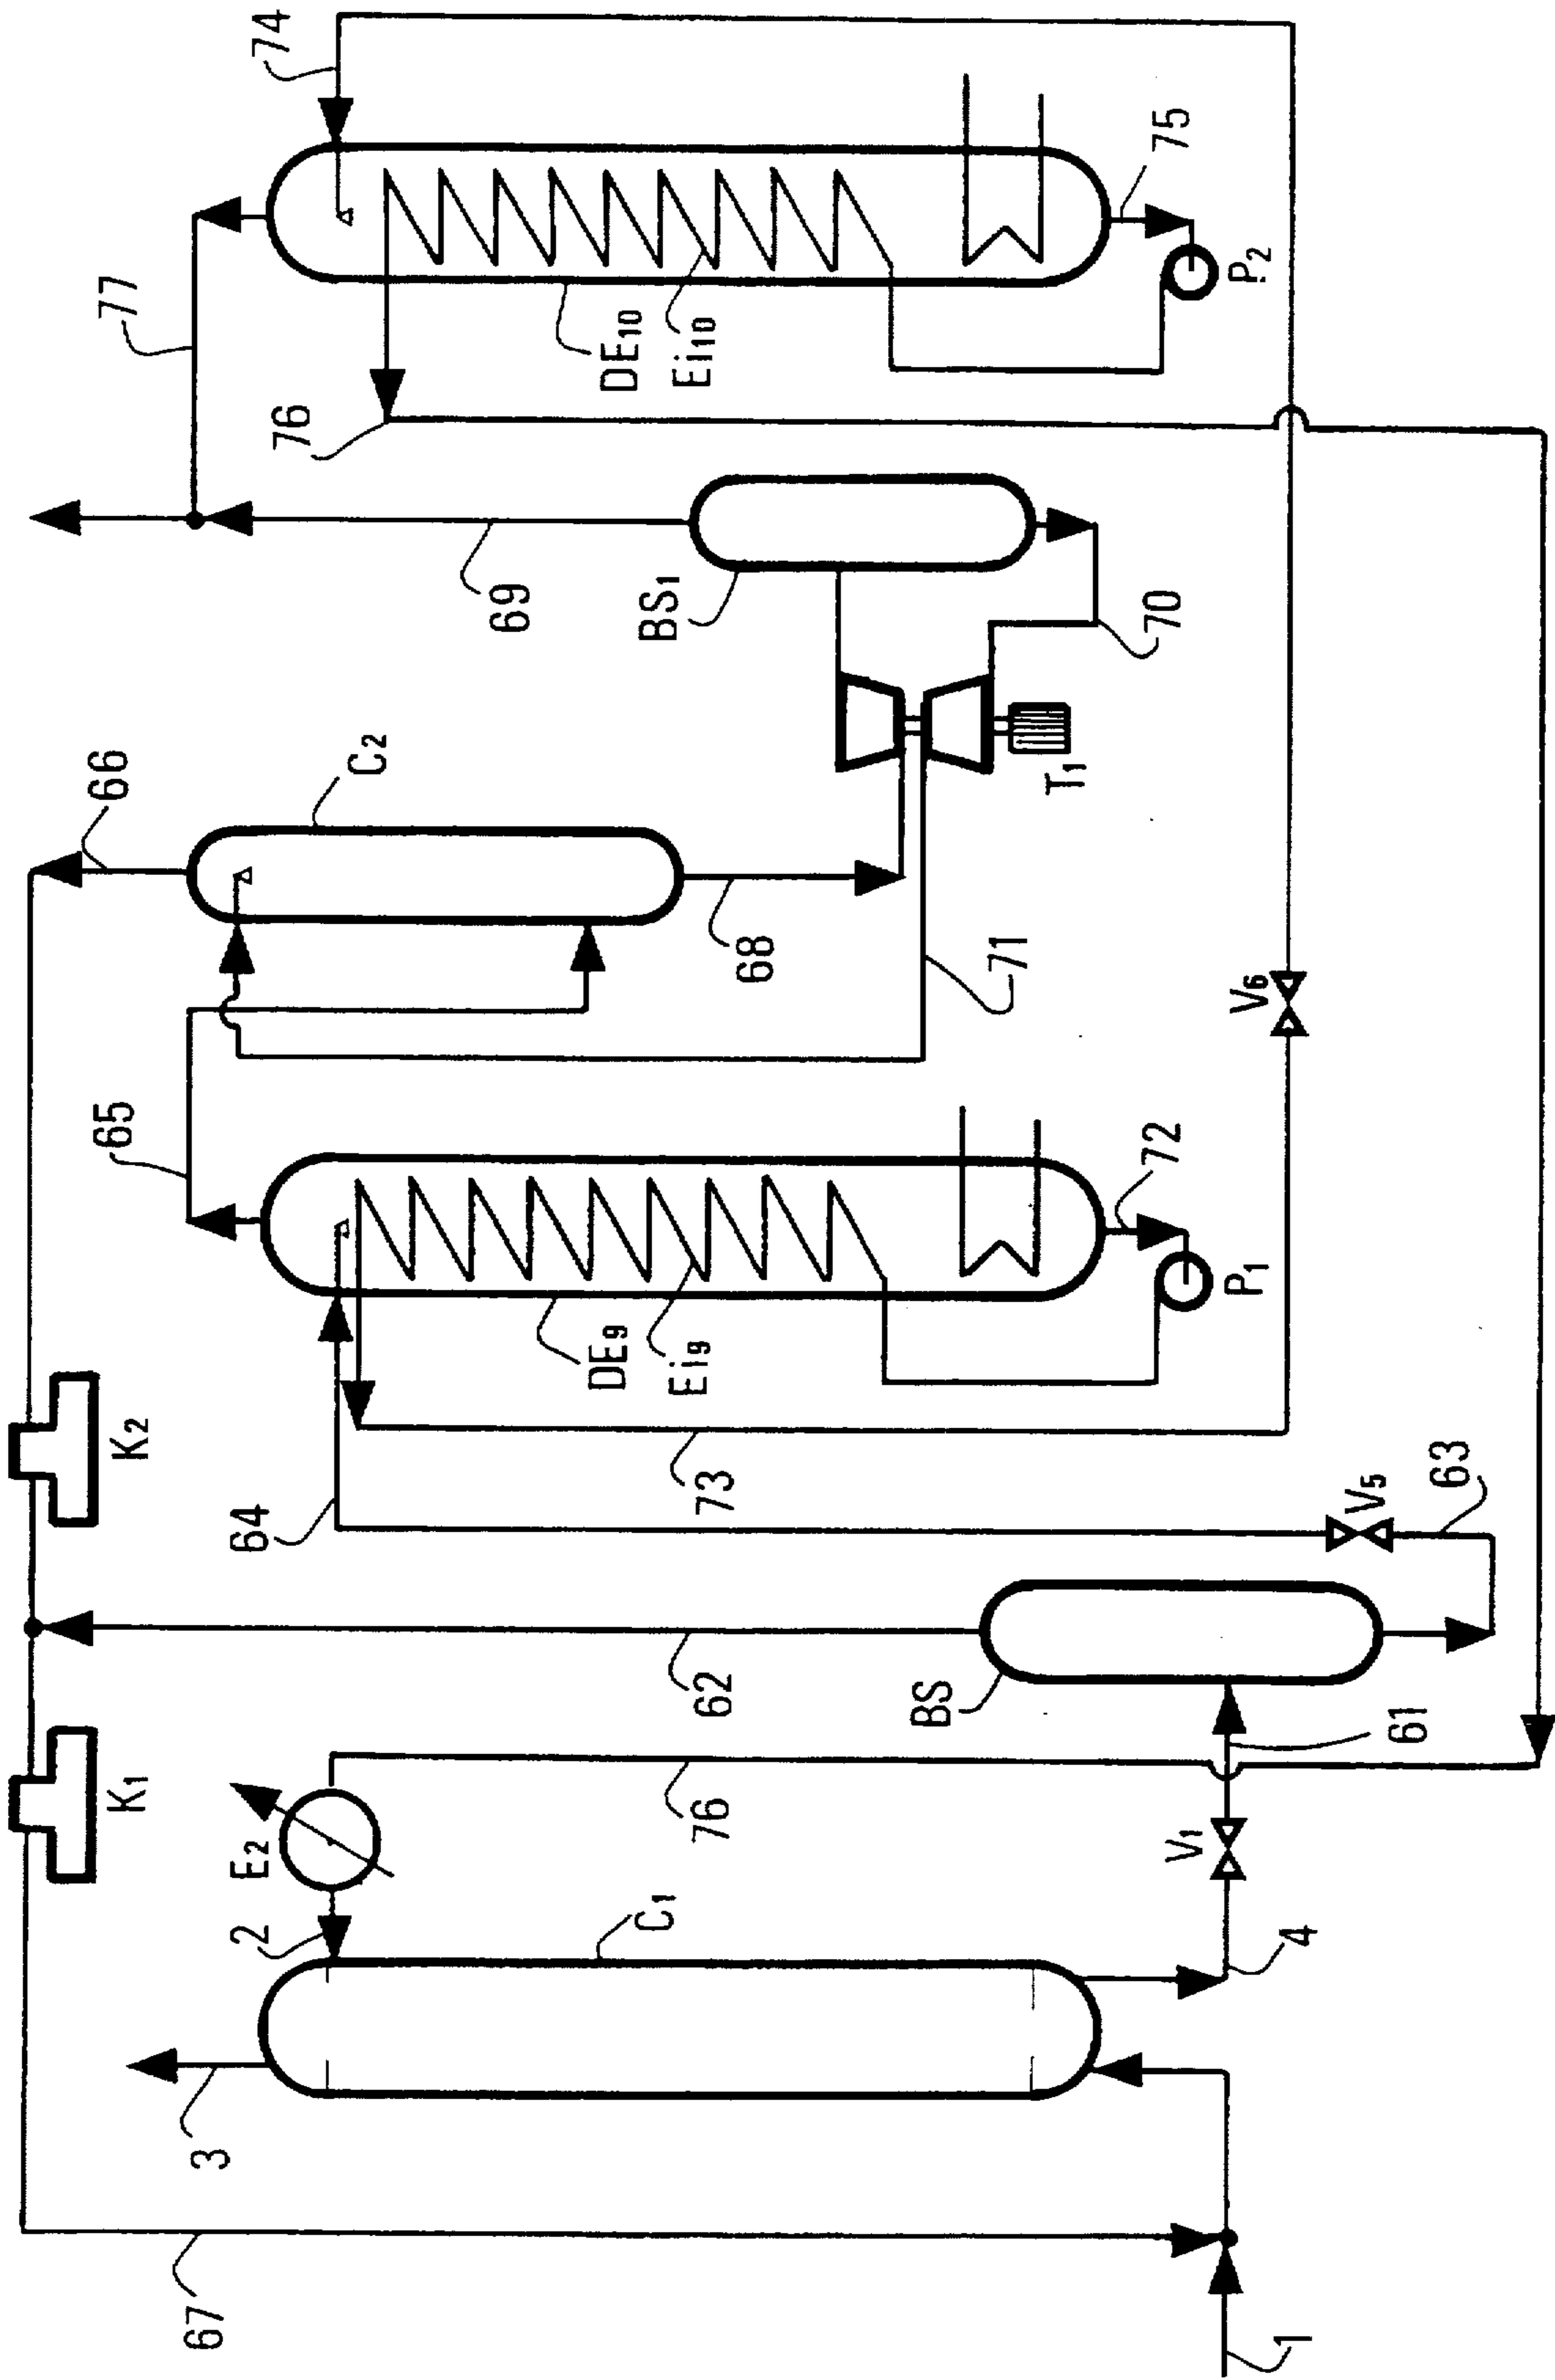 67
3
1
K₁
E₂
2
C₁
4
V₁
76
61
BS
62
K₂
64
63
V₅
73
DE₉
Ei₉
P₁
72
65
66
C₂
68
71
V₆
T₁
BS₁
70
69
77
76
74
DE₁₀
Ei₁₀
P₂
75